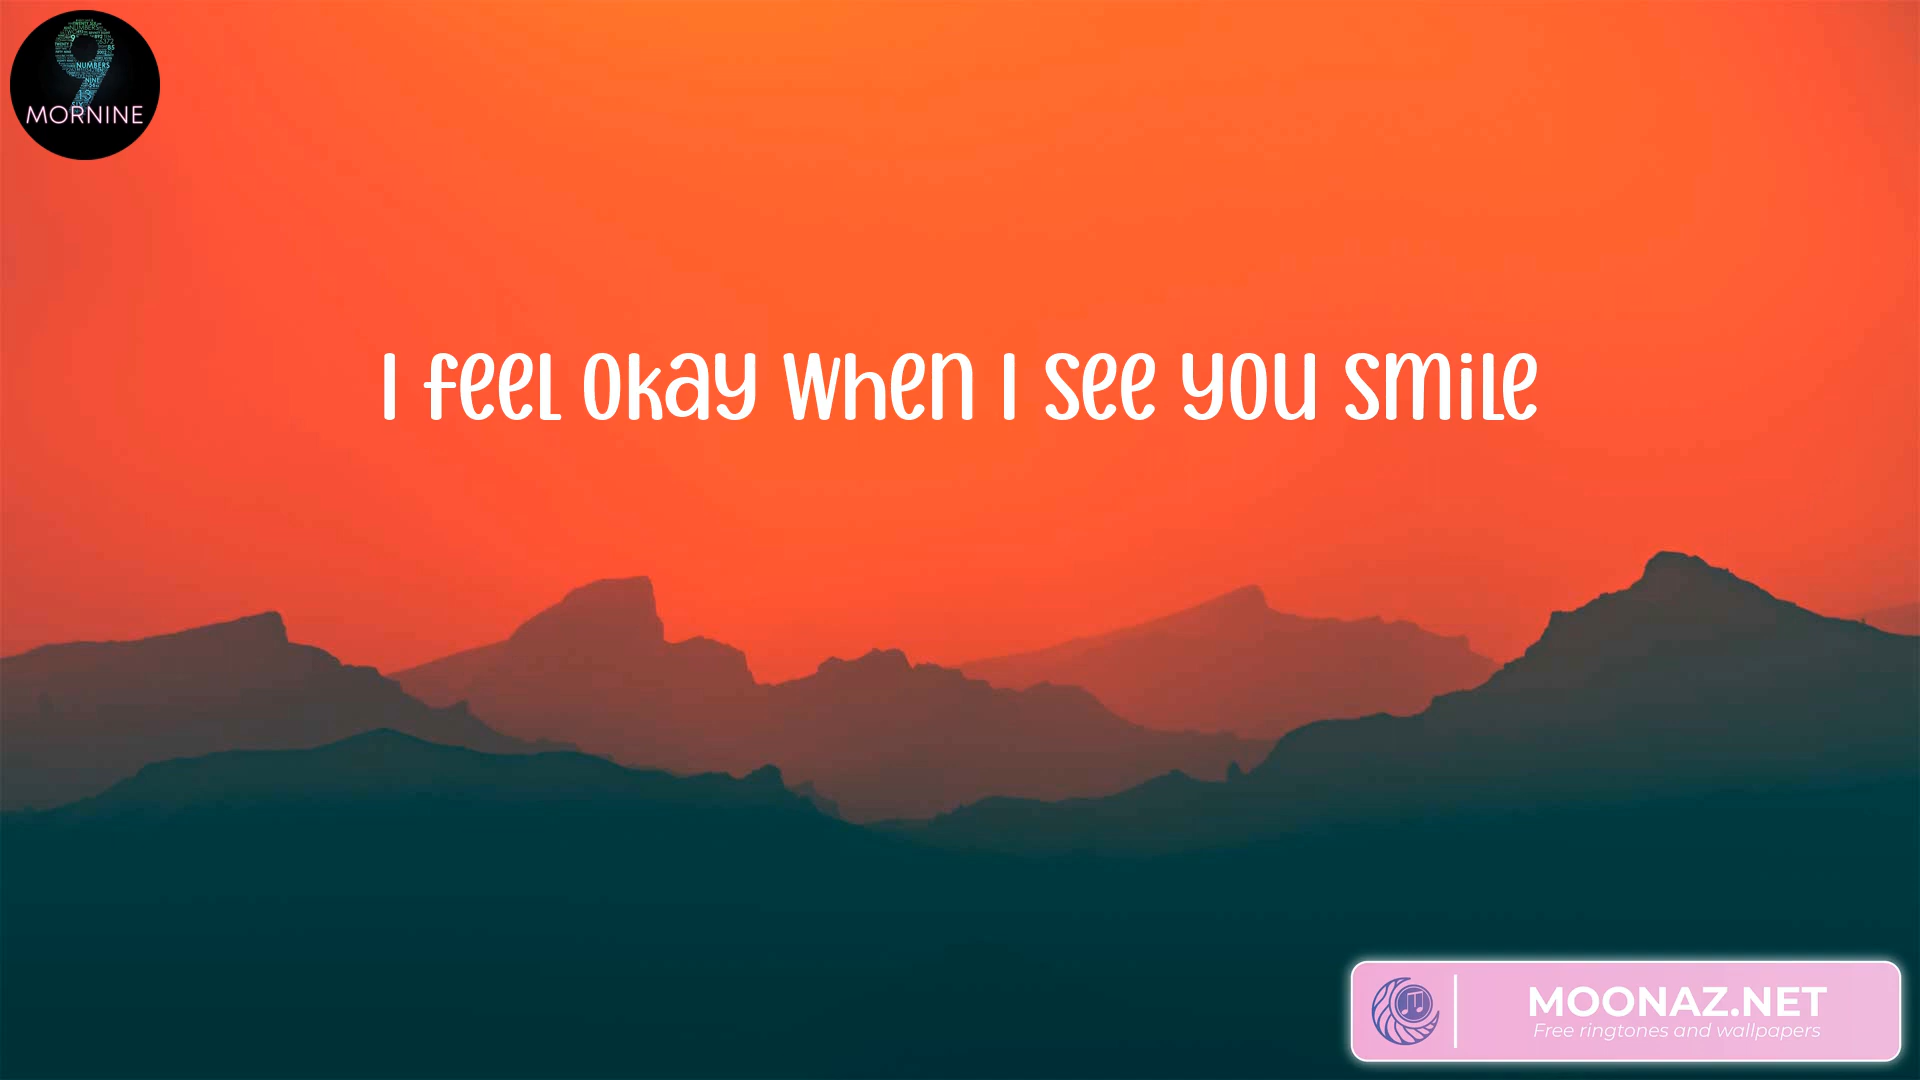 MORNINE
I feel okay when I see you smile
MOONAZ.NET
Free ringtones and wallpapers